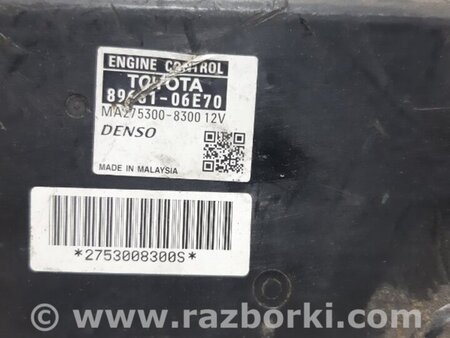 ENGINE CONTROL
TOYOTA
89661-06E70
MA275300-8300 12V
DENSO
MADE IN MALAYSIA
*2753008300S*
© www.razborki.com